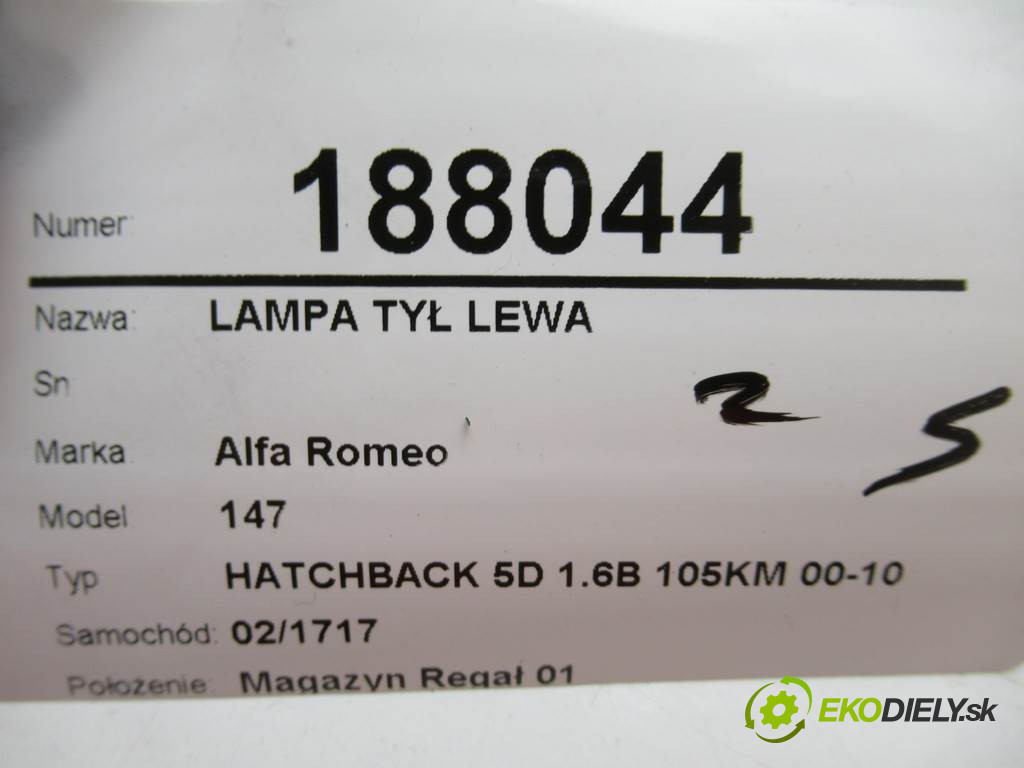 Numer: 188044
Nazwa: LAMPA TYŁ LEWA
Sn
2 5
Marka Alfa Romeo
Model 147
Typ HATCHBACK 5D 1.6B 105KM 00-10
Samochód: 02/1717
Położenie: Magazyn Regał 01
EKODIELY.sk